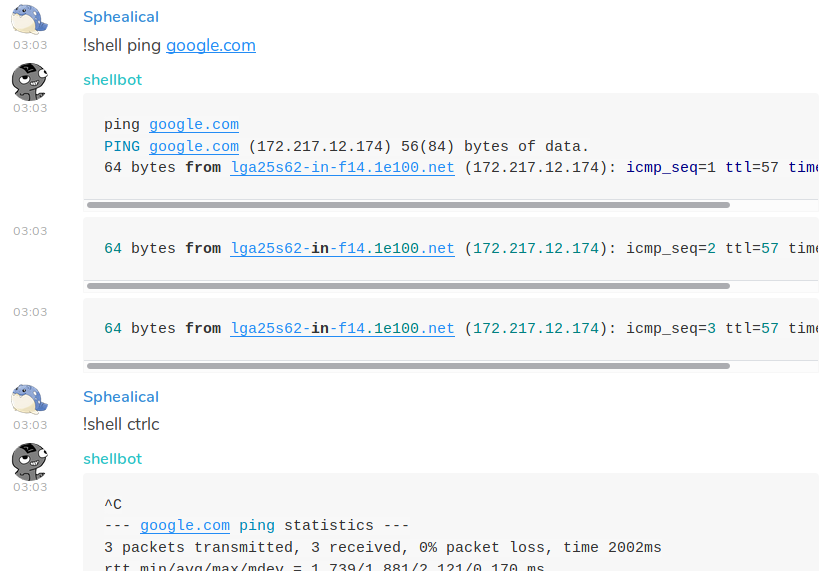 Sphealical
03:03
!shell ping google.com
shellbot
03:03
ping google.com
PING google.com (172.217.12.174) 56(84) bytes of data.
64 bytes from lga25s62-in-f14.1e100.net (172.217.12.174): icmp_seq=1 ttl=57 time
03:03
64 bytes from lga25s62-in-f14.1e100.net (172.217.12.174): icmp_seq=2 ttl=57 time
03:03
64 bytes from lga25s62-in-f14.1e100.net (172.217.12.174): icmp_seq=3 ttl=57 time
Sphealical
03:03
!shell ctrlc
shellbot
03:03
^C
--- google.com ping statistics ---
3 packets transmitted, 3 received, 0% packet loss, time 2002ms
rtt min/avg/max/mdev = 1.739/1.881/2.121/0.170 ms